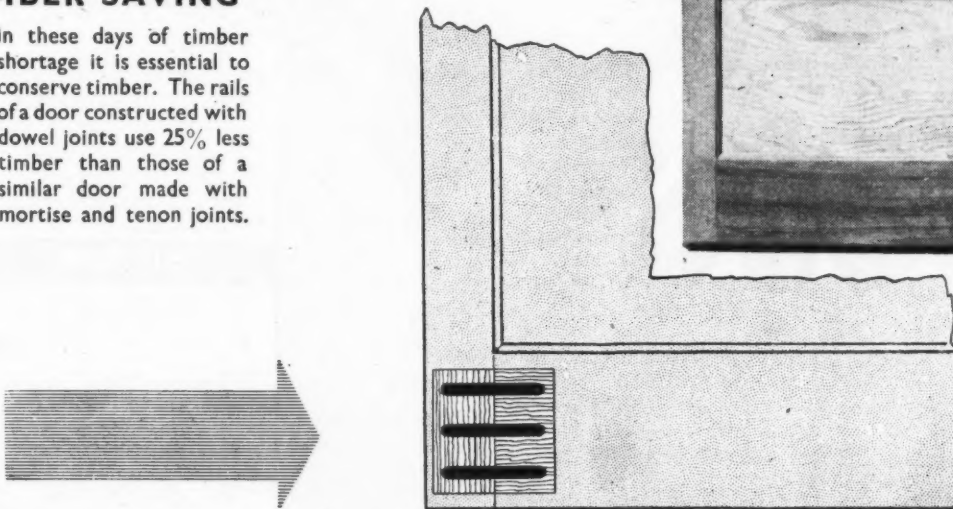 MBER SAVING
in these days of timber
shortage it is essential to
conserve timber. The rails
of a door constructed with
dowel joints use 25% less
timber than those of a
similar door made with
mortise and tenon joints.